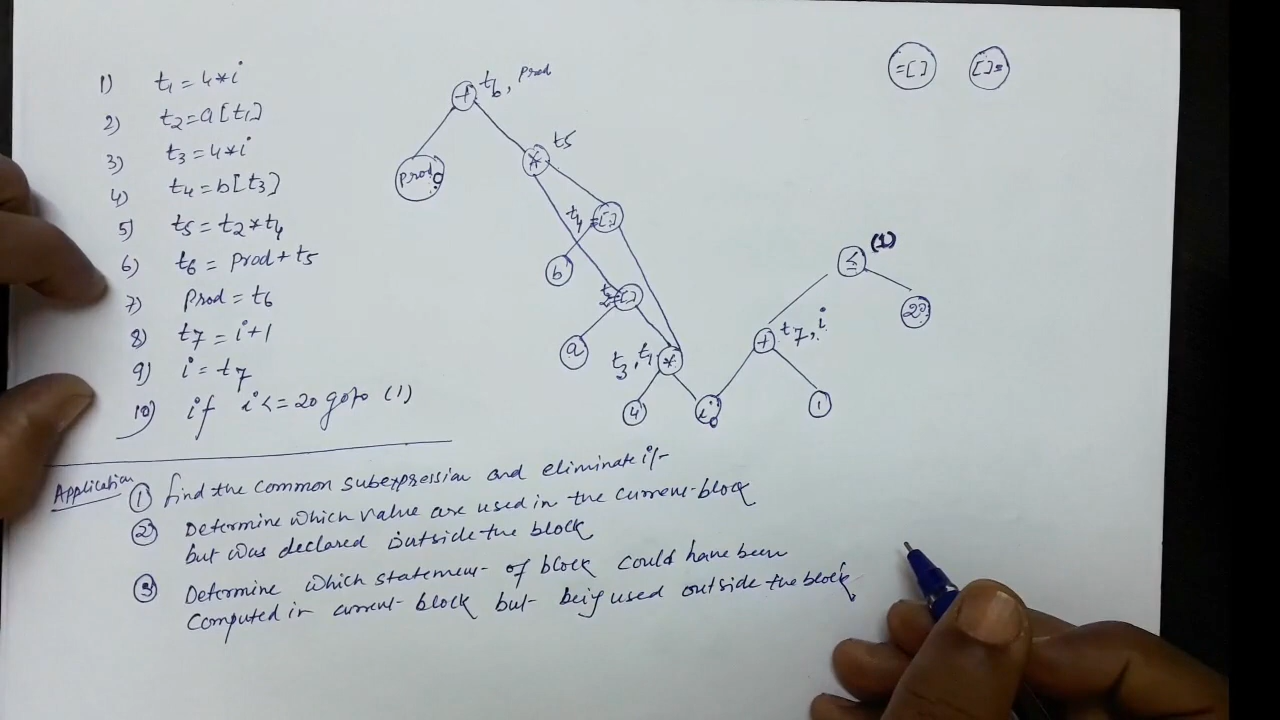 1) t1 = 4*i
2) t2 = a[t1]
3) t3 = 4*i
4) t4 = b[t3]
5) t5 = t2*t4
6) t6 = Prod + t5
7) Prod = t6
8) t7 = i+1
9) i = t7
10) if i<=20 goto (1)
=[] []=
+ t6, Prod
Prod0
* t5
t4 =[]
b
t2 =[]
a
t3, t1 *
4
i0
≤ (1)
20
+ t7, i
1
Application ① find the common subexpression and eliminate it
② Determine which value are used in the current block
but was declared outside the block
③ Determine which statement of block could have been
computed in current block but being used outside the block